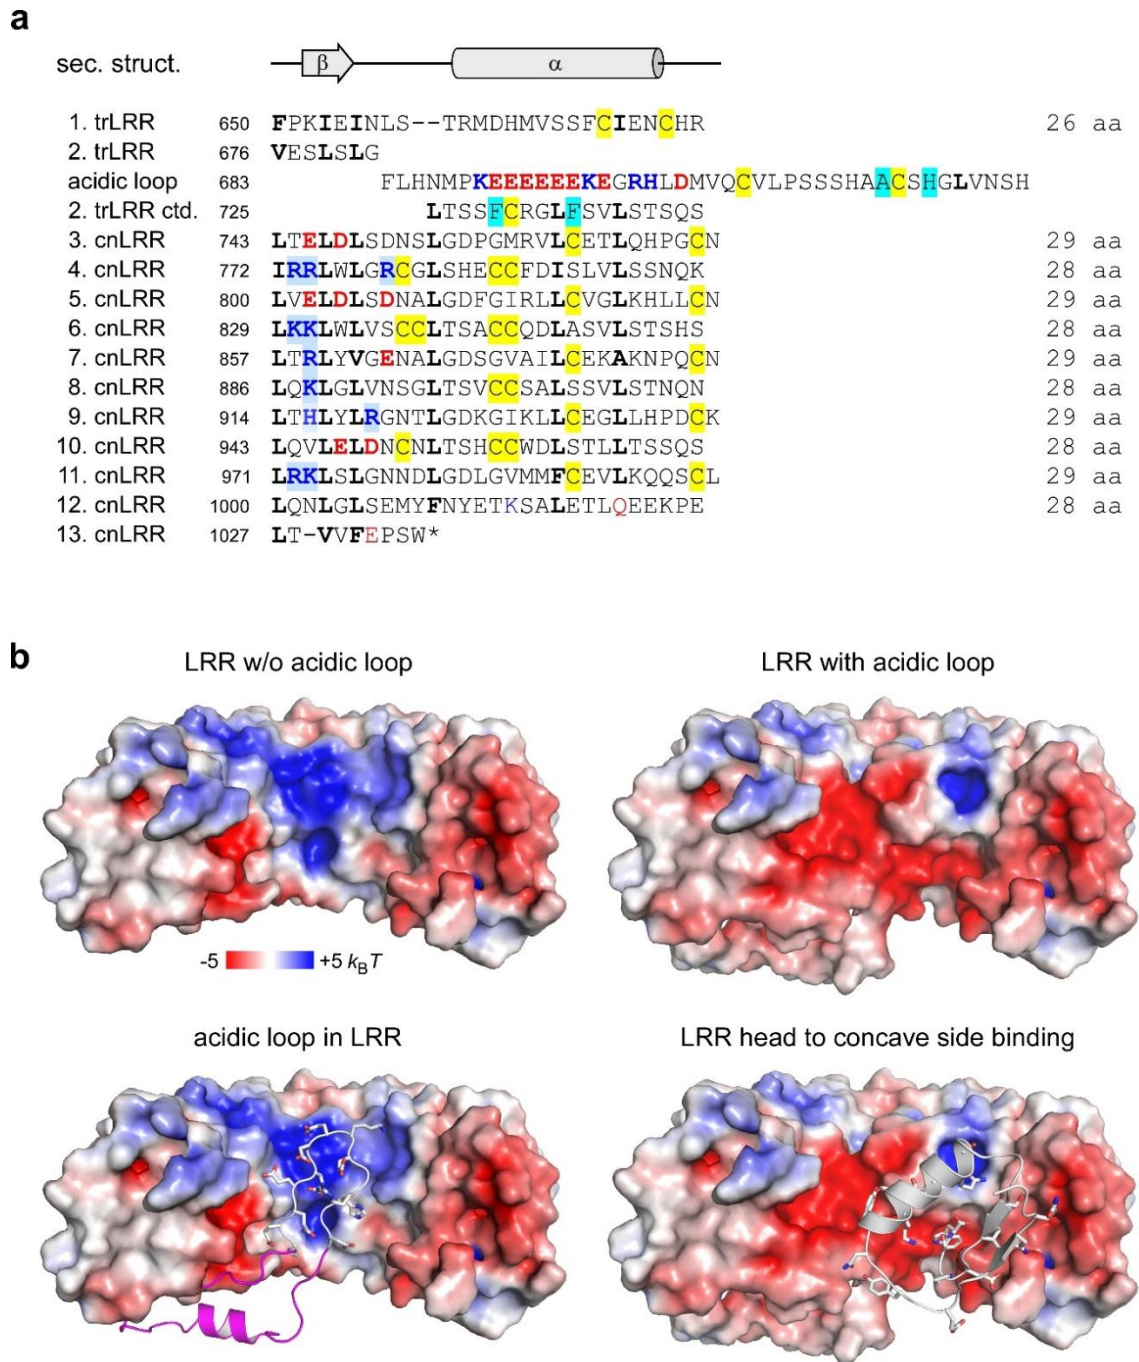 a
sec. struct. β α
1. trLRR 650 FPKIEINLS--TRMDHMVSSFCIENCHR 26 aa
2. trLRR 676 VESLSLG
acidic loop 683 FLHNMPKEEEEEEKEGRHLDMVQCVLPSSSHAACSHGLVNSH
2. trLRR ctd. 725 LTSSFCRGLFSVLSTSQS
3. cnLRR 743 LTELDLSDNSLGDPGMRVLCETLQHPGCN 29 aa
4. cnLRR 772 IRRLWLGRCGLSHECCFDISLVLSSNQK 28 aa
5. cnLRR 800 LVELDLSDNALGDFGIRLLCVGLKHLLCN 29 aa
6. cnLRR 829 LKKLWLVSCCLTSACCQDLASVLSTSHS 28 aa
7. cnLRR 857 LTRLYVGENALGDSGVAILCEKAKNPQCN 29 aa
8. cnLRR 886 LQKLGLVNSGLTSVCCSALSSVLSTNQN 28 aa
9. cnLRR 914 LTHLYLRGNTLGDKGIKLLCEGLLHPDCK 29 aa
10. cnLRR 943 LQVLELDNCNLTSHCCWDLSTLLTSSQS 28 aa
11. cnLRR 971 LRKLSLGNNDLGDLGVMMFCEVLKQQSCL 29 aa
12. cnLRR 1000 LQNLGLSEMYFNYETKSALETLQEEKPE 28 aa
13. cnLRR 1027 LT-VVFEPSW*
b
LRR w/o acidic loop LRR with acidic loop
-5 +5 kBT
acidic loop in LRR LRR head to concave side binding